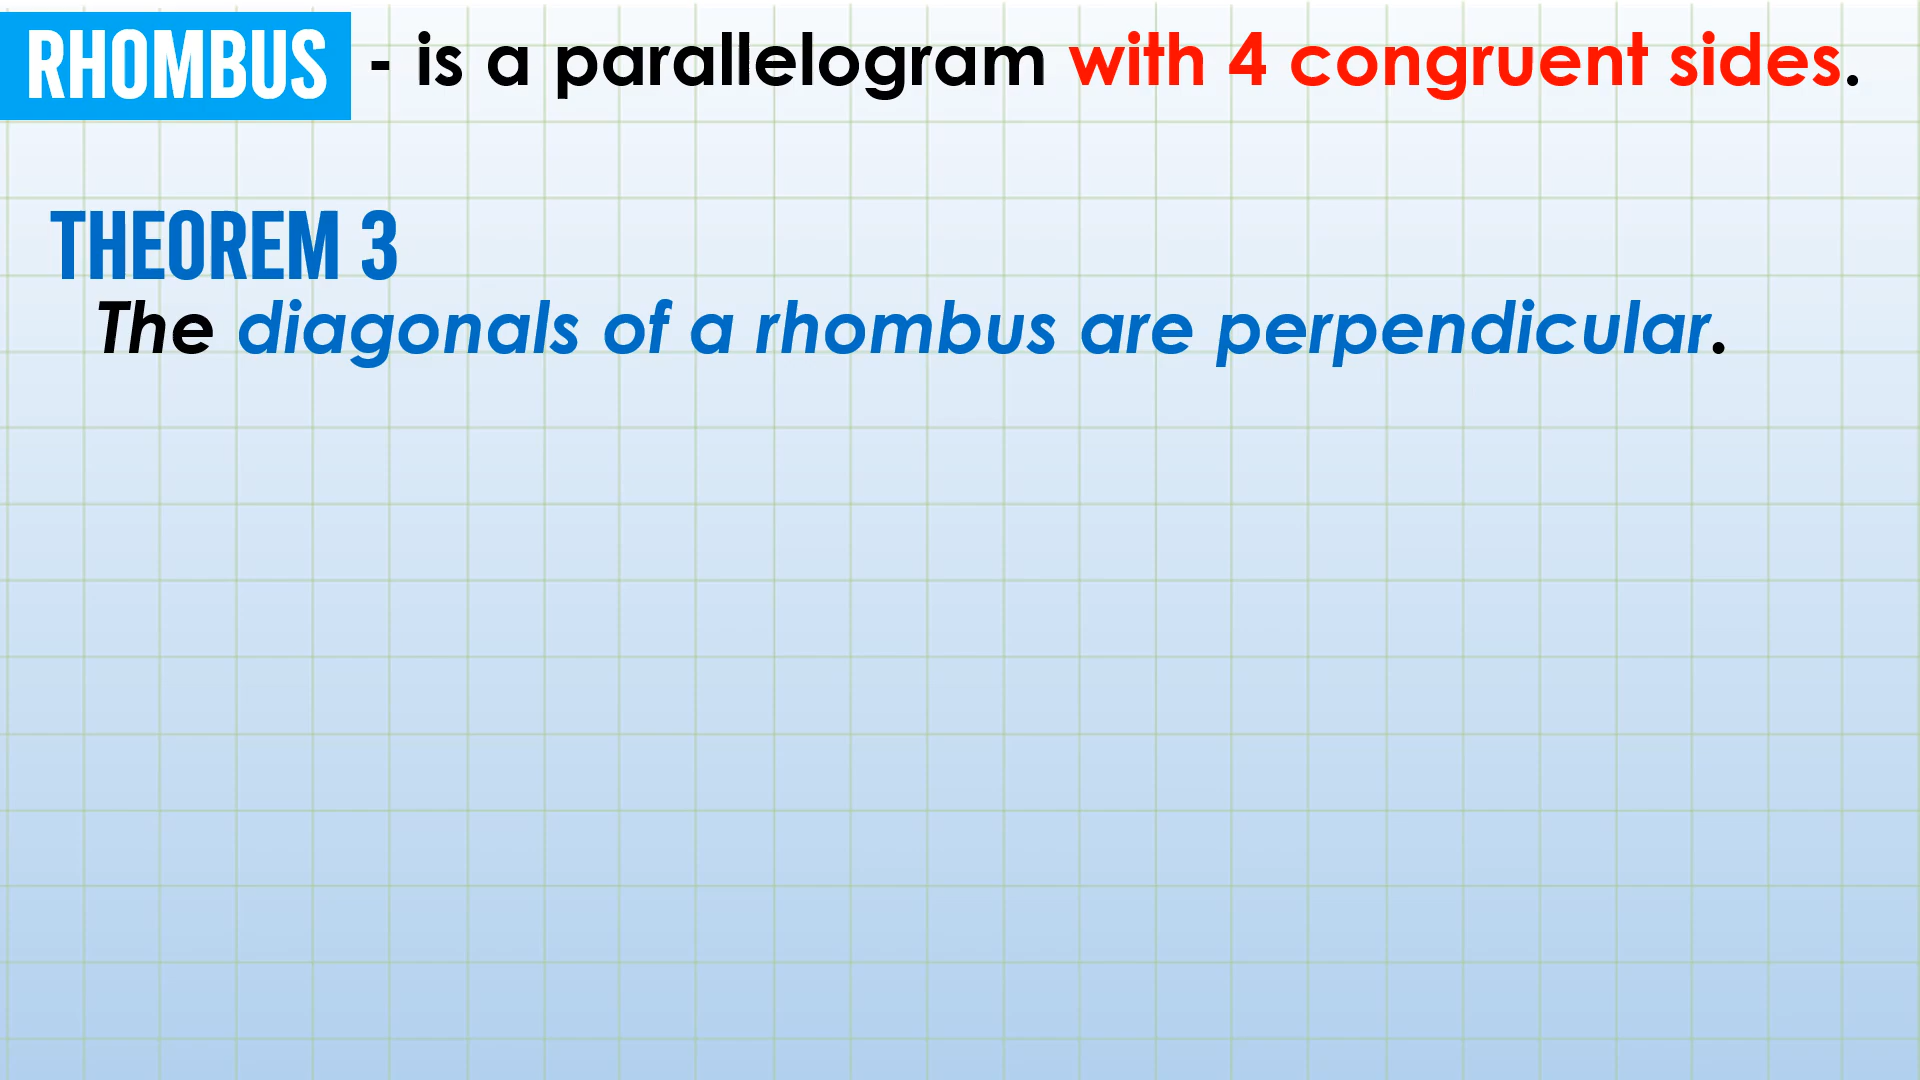 RHOMBUS - is a parallelogram with 4 congruent sides.
THEOREM 3
The diagonals of a rhombus are perpendicular.